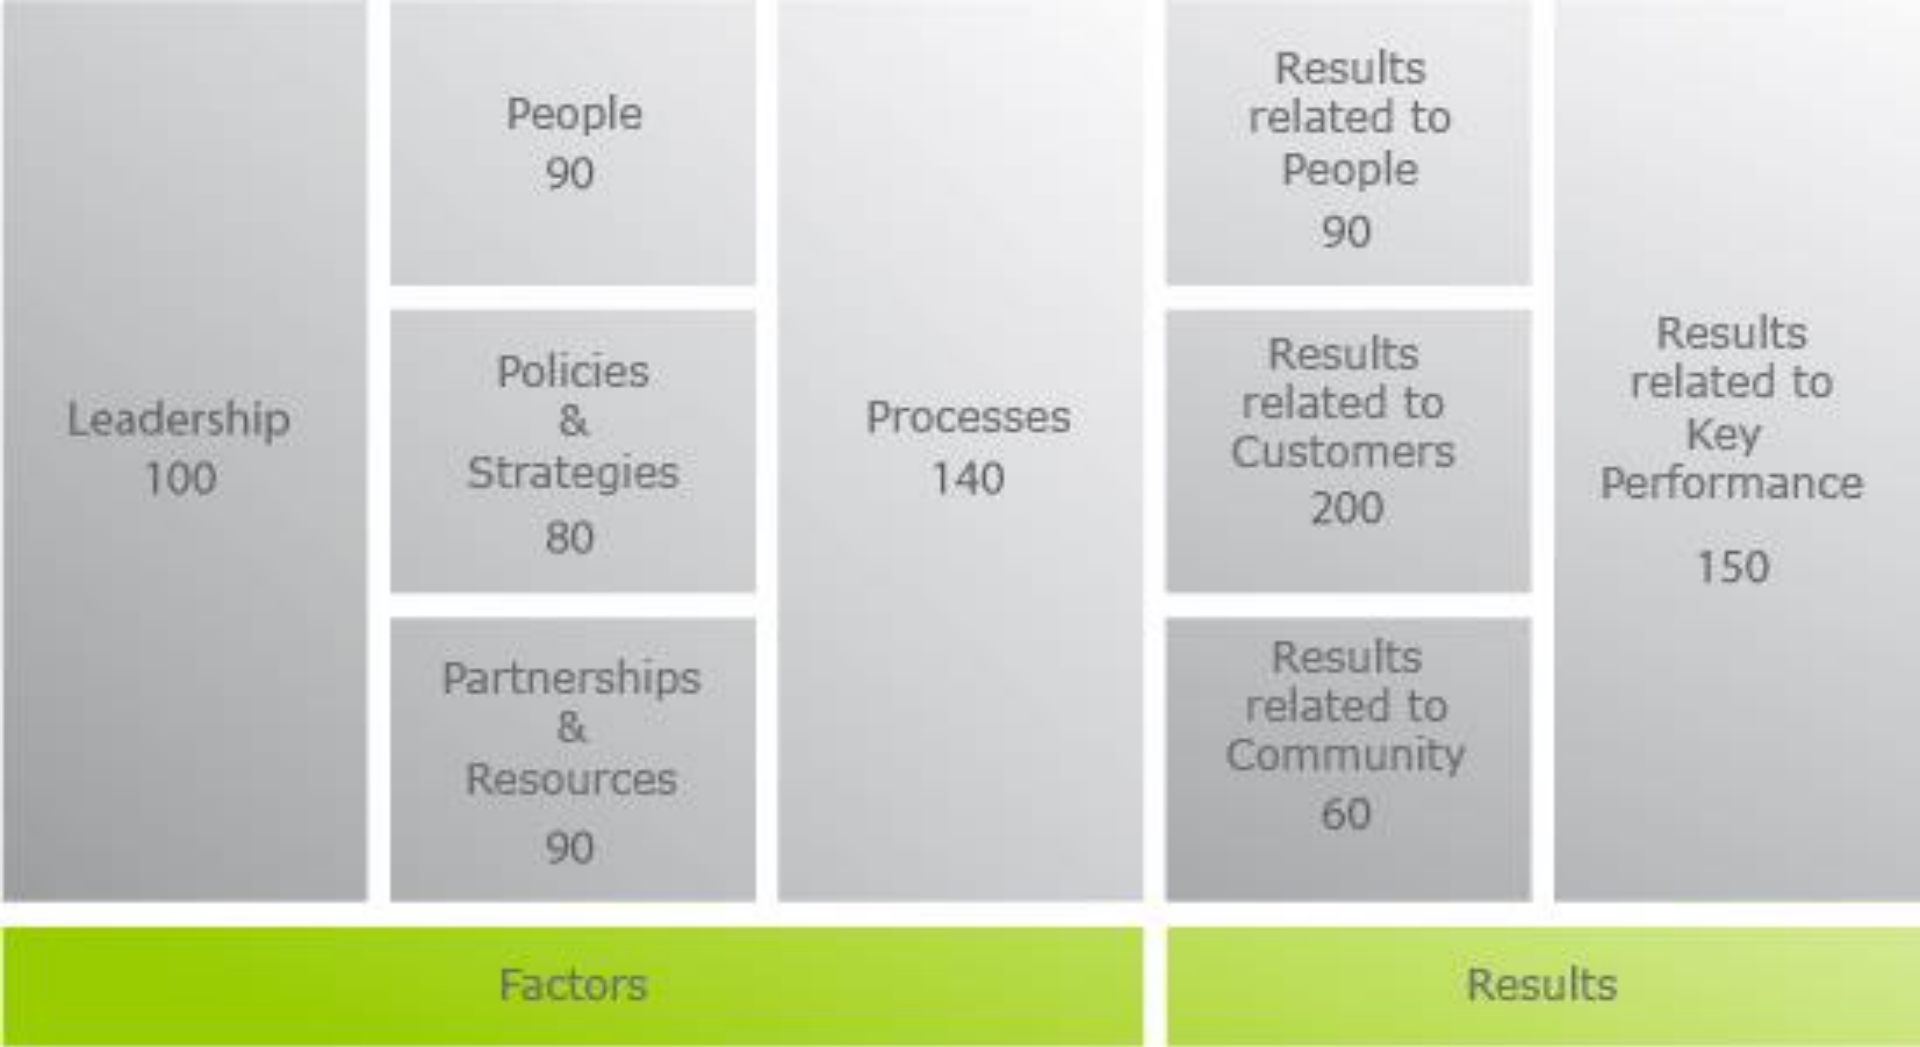 Leadership
100
People
90
Policies
&
Strategies
80
Partnerships
&
Resources
90
Processes
140
Results
related to
People
90
Results
related to
Customers
200
Results
related to
Community
60
Results
related to
Key
Performance
150
Factors
Results